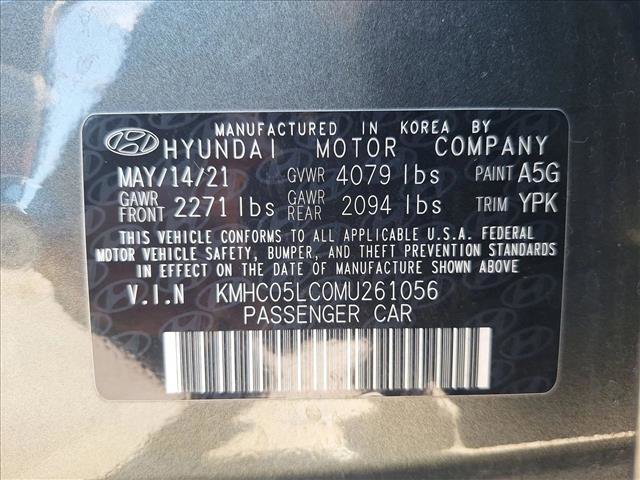 MANUFACTURED IN KOREA BY
HYUNDAI MOTOR COMPANY
MAY/14/21 GVWR 4079 lbs PAINT A5G
GAWR FRONT 2271 lbs GAWR REAR 2094 lbs TRIM YPK
THIS VEHICLE CONFORMS TO ALL APPLICABLE U.S.A. FEDERAL
MOTOR VEHICLE SAFETY, BUMPER, AND THEFT PREVENTION STANDARDS
IN EFFECT ON THE DATE OF MANUFACTURE SHOWN ABOVE
V.I.N KMHC05LC0MU261056
PASSENGER CAR